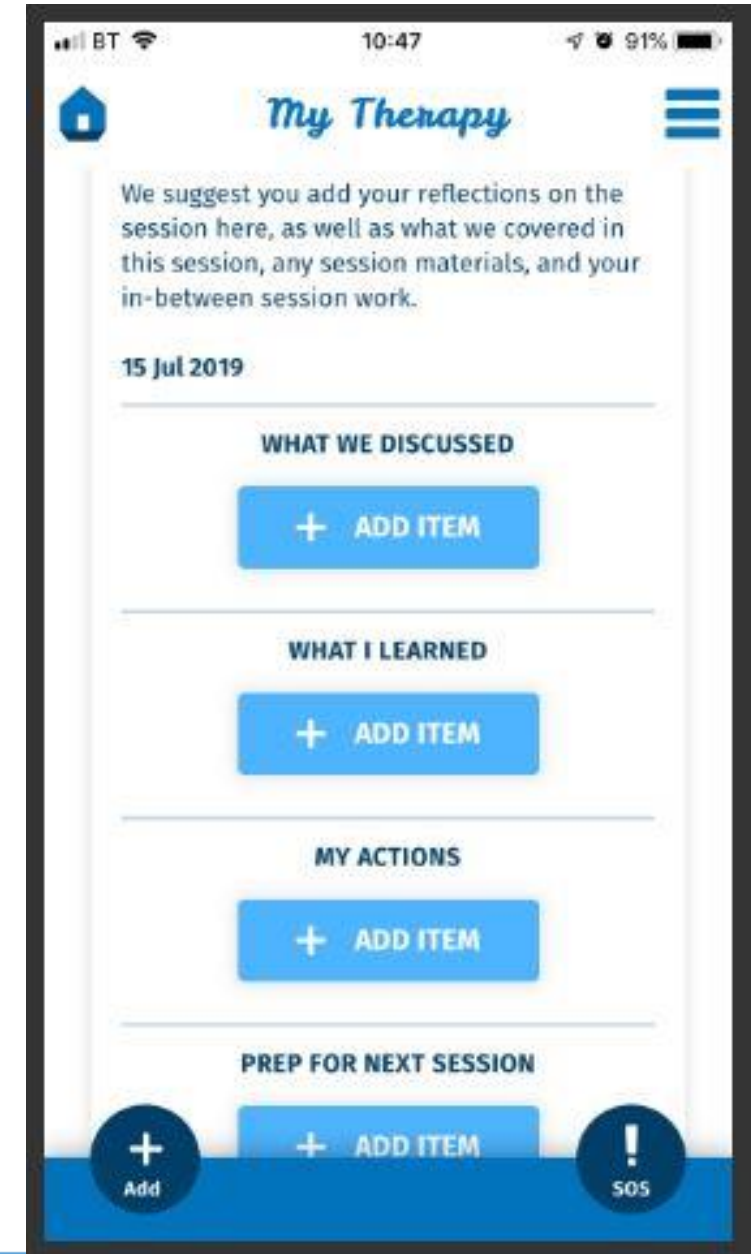 BT 10:47 91%
My Therapy
We suggest you add your reflections on the
session here, as well as what we covered in
this session, any session materials, and your
in-between session work.
15 Jul 2019
WHAT WE DISCUSSED
+ ADD ITEM
WHAT I LEARNED
+ ADD ITEM
MY ACTIONS
+ ADD ITEM
PREP FOR NEXT SESSION
+ ADD ITEM
+ !
Add SOS